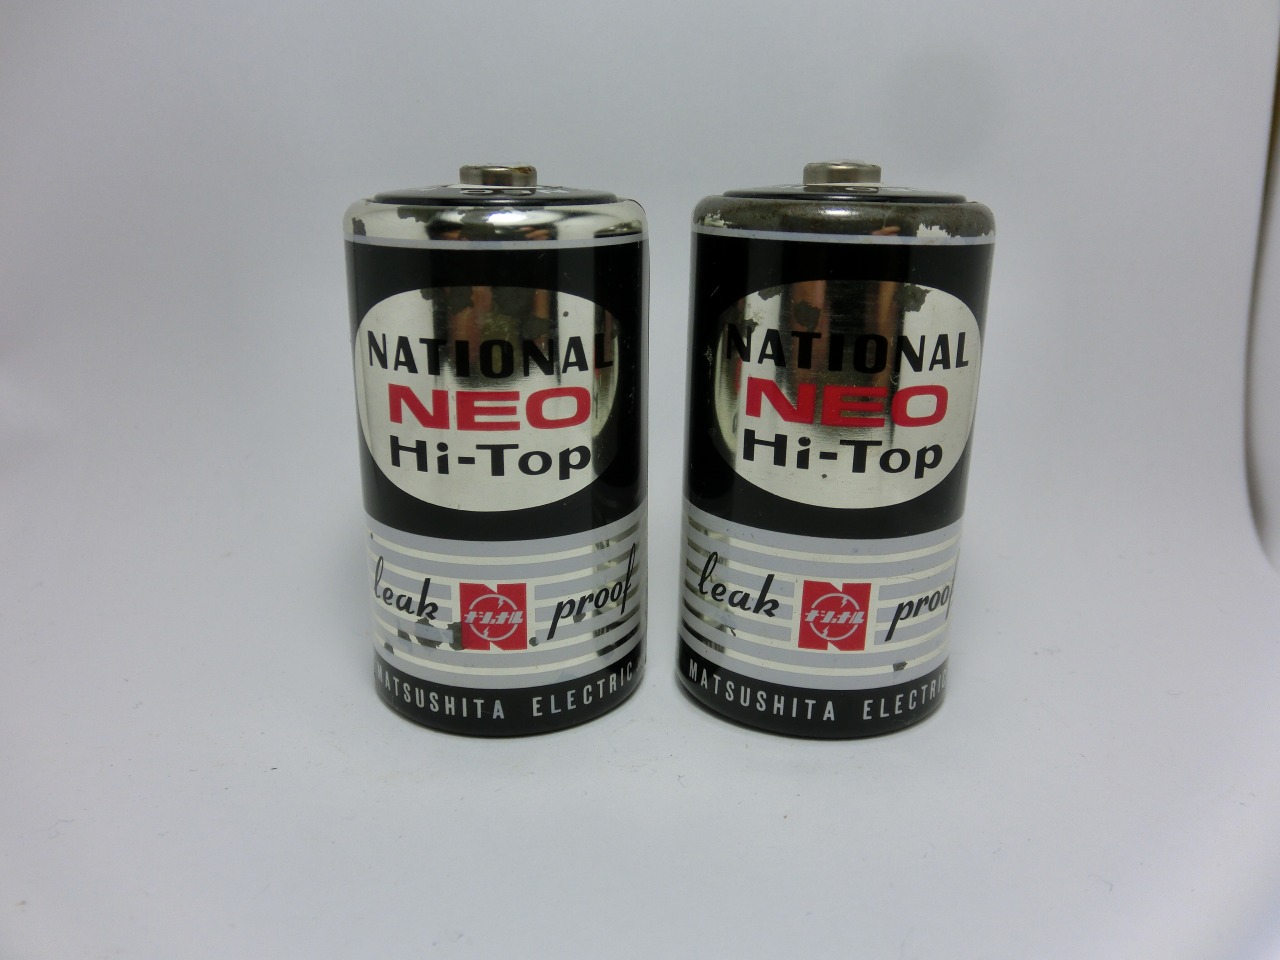 NATIONAL
NEO
Hi-Top
leak
ナショナル
proof
MATSUSHITA ELECTRIC
NATIONAL
NEO
Hi-Top
leak
ナショナル
proof
MATSUSHITA ELECTRIC